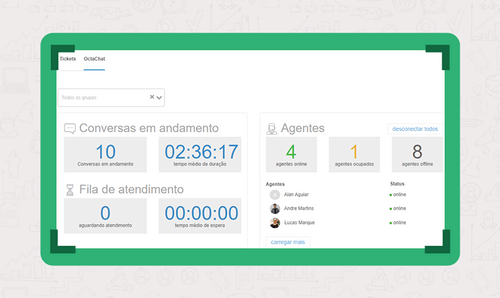 Tickets OctaChat
Todos os grupos
Conversas em andamento
10 02:36:17
Conversas em andamento tempo médio de duração
Fila de atendimento
0 00:00:00
aguardando atendimento tempo médio de espera
Agentes desconectar todos
4 1 8
agentes online agentes ocupados agentes offline
Agentes Status
Alan Aguiar online
Andre Martins online
Lucas Marque online
carregar mais